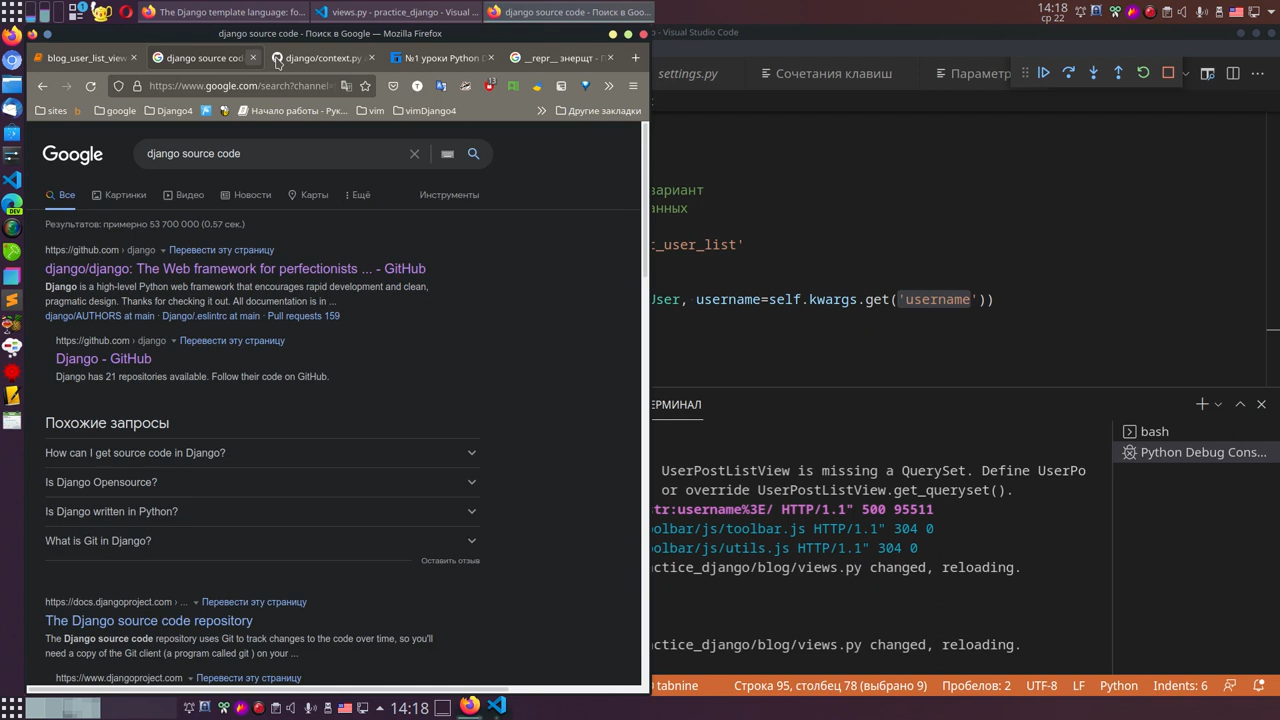 The Django template language: fo...
views.py - practice_django - Visual ...
django source code - Поиск в Goo...
14:18
ср 22
django source code - Поиск в Google — Mozilla Firefox
- Visual Studio Code
blog_user_list_view
django source cod
django/context.py
№1 уроки Python D
__repr__ знерщт - П
settings.py
Сочетания клавиш
Параметр
https://www.google.com/search?channel=
13
sites
google
Django4
Начало работы - Рук...
vim
vimDjango4
Другие закладки
Google
django source code
Все
Картинки
Видео
Новости
Карты
Ещё
Инструменты
Результатов: примерно 53 700 000 (0,57 сек.)
https://github.com › django
Перевести эту страницу
django/django: The Web framework for perfectionists ... - GitHub
Django is a high-level Python web framework that encourages rapid development and clean,
pragmatic design. Thanks for checking it out. All documentation is in ...
django/AUTHORS at main · Django/.eslintrc at main · Pull requests 159
https://github.com › django
Перевести эту страницу
Django - GitHub
Django has 21 repositories available. Follow their code on GitHub.
Похожие запросы
How can I get source code in Django?
Is Django Opensource?
Is Django written in Python?
What is Git in Django?
Оставить отзыв
https://docs.djangoproject.com › ...
Перевести эту страницу
The Django source code repository
The Django source code repository uses Git to track changes to the code over time, so you'll
need a copy of the Git client (a program called git ) on your ...
https://www.djangoproject.com
Перевести эту страницу
вариант
данных
t_user_list'
User, username=self.kwargs.get('username'))
ЕРМИНАЛ
bash
Python Debug Cons...
UserPostListView is missing a QuerySet. Define UserPo
or override UserPostListView.get_queryset().
str:username%3E/ HTTP/1.1" 500 95511
oolbar/js/toolbar.js HTTP/1.1" 304 0
oolbar/js/utils.js HTTP/1.1" 304 0
actice_django/blog/views.py changed, reloading.
actice_django/blog/views.py changed, reloading.
0 tabnine
Строка 95, столбец 78 (выбрано 9)
Пробелов: 2
UTF-8
LF
Python
Indents: 6
14:18
DEV